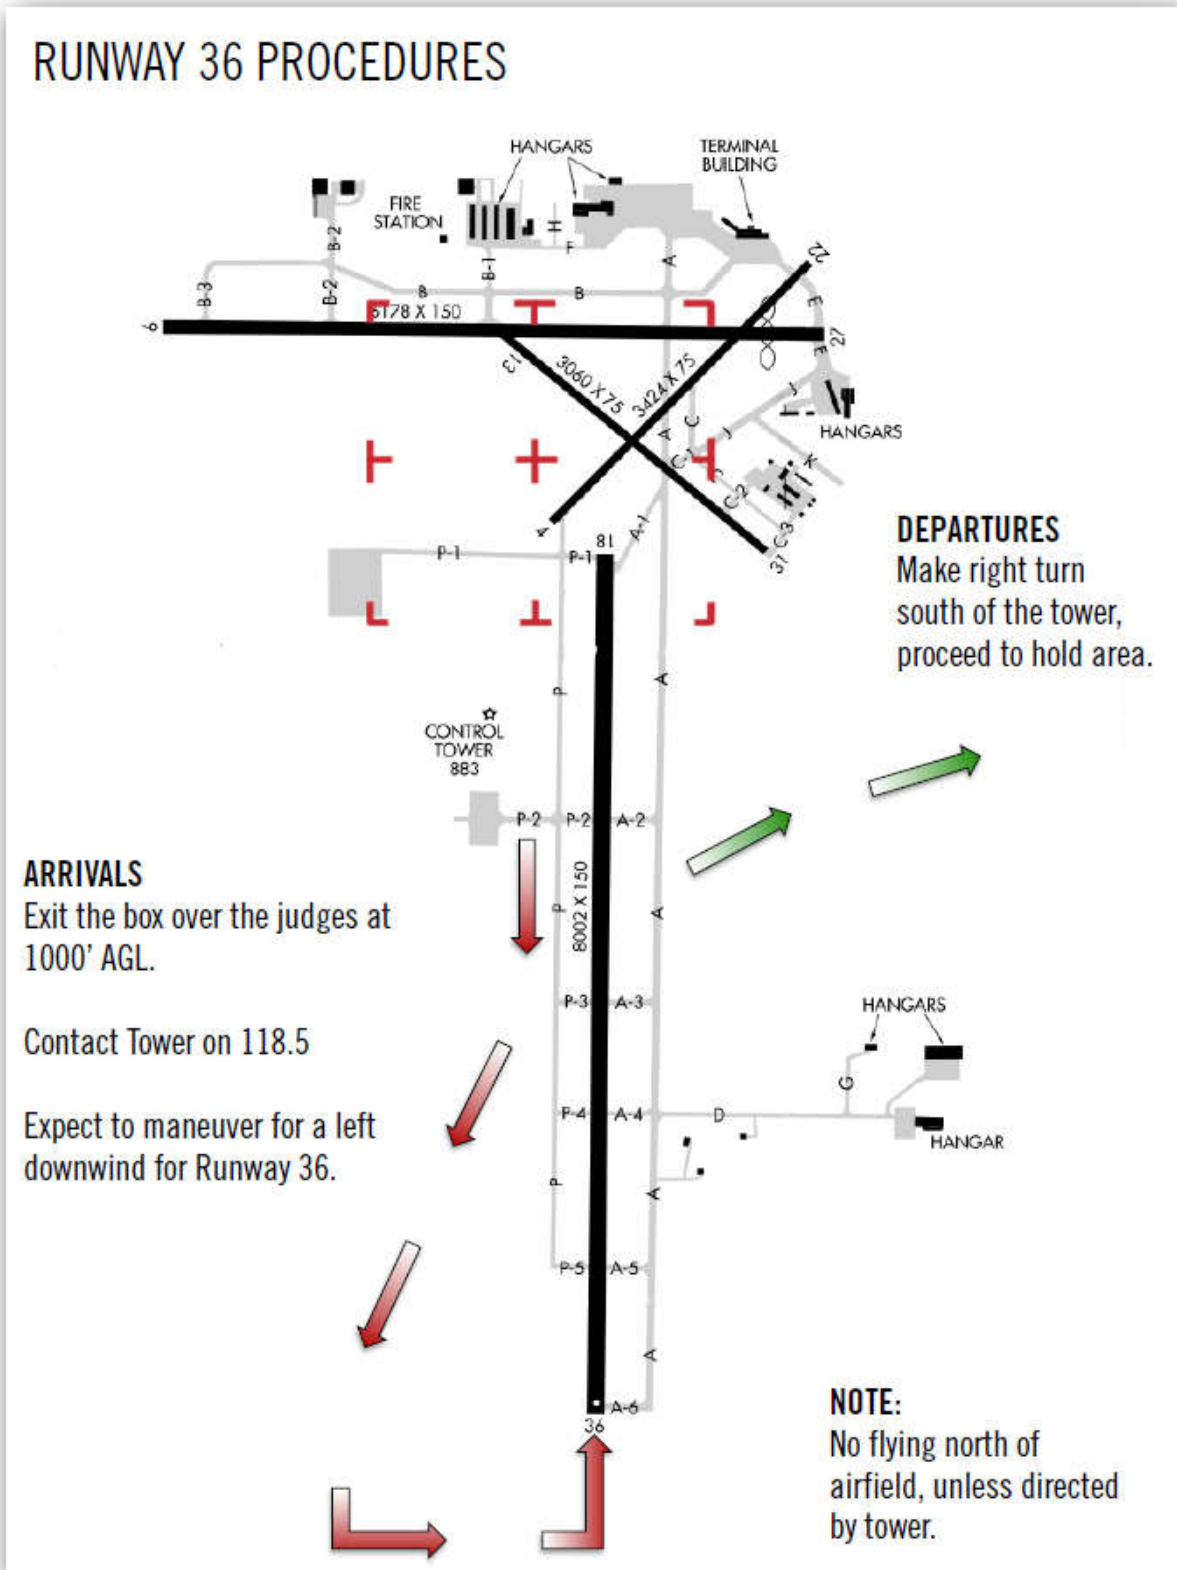 RUNWAY 36 PROCEDURES
HANGARS
TERMINAL
BUILDING
FIRE
STATION
B-2
H
F
A
22
B-1
B-3
B-2
B
B
E
6178 X 150
9
27
E
13
3060 X 75
3424 X 75
J
HANGARS
A
C
J
C-1
K
C-2
C-3
31
4
A-1
18
P-1
P-1
DEPARTURES
Make right turn
south of the tower,
proceed to hold area.
P
A
CONTROL
TOWER
883
P-2
P-2
A-2
ARRIVALS
Exit the box over the judges at
1000’ AGL.
Contact Tower on 118.5
Expect to maneuver for a left
downwind for Runway 36.
8002 X 150
P
A
P-3
A-3
HANGARS
G
P-4
A-4
D
HANGAR
P
A
P-5
A-5
A
A-6
36
NOTE:
No flying north of
airfield, unless directed
by tower.